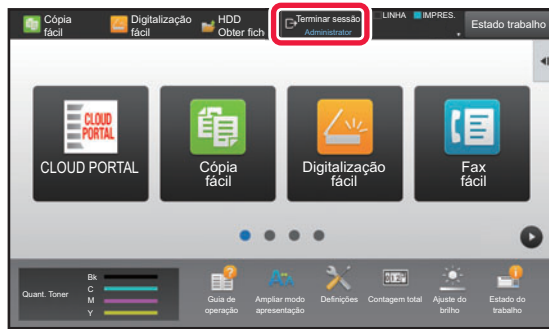 Cópia
fácil
Digitalização
fácil
HDD
Obter fich
Terminar sessão
Administrator
LINHA
IMPRES.
Estado trabalho
CLOUD
PORTAL
CLOUD PORTAL
Cópia
fácil
Digitalização
fácil
Fax
fácil
Quant. Toner
Bk
C
M
Y
Guia de
operação
Ampliar modo
apresentação
Definições
Contagem total
Ajuste do
brilho
Estado do
trabalho